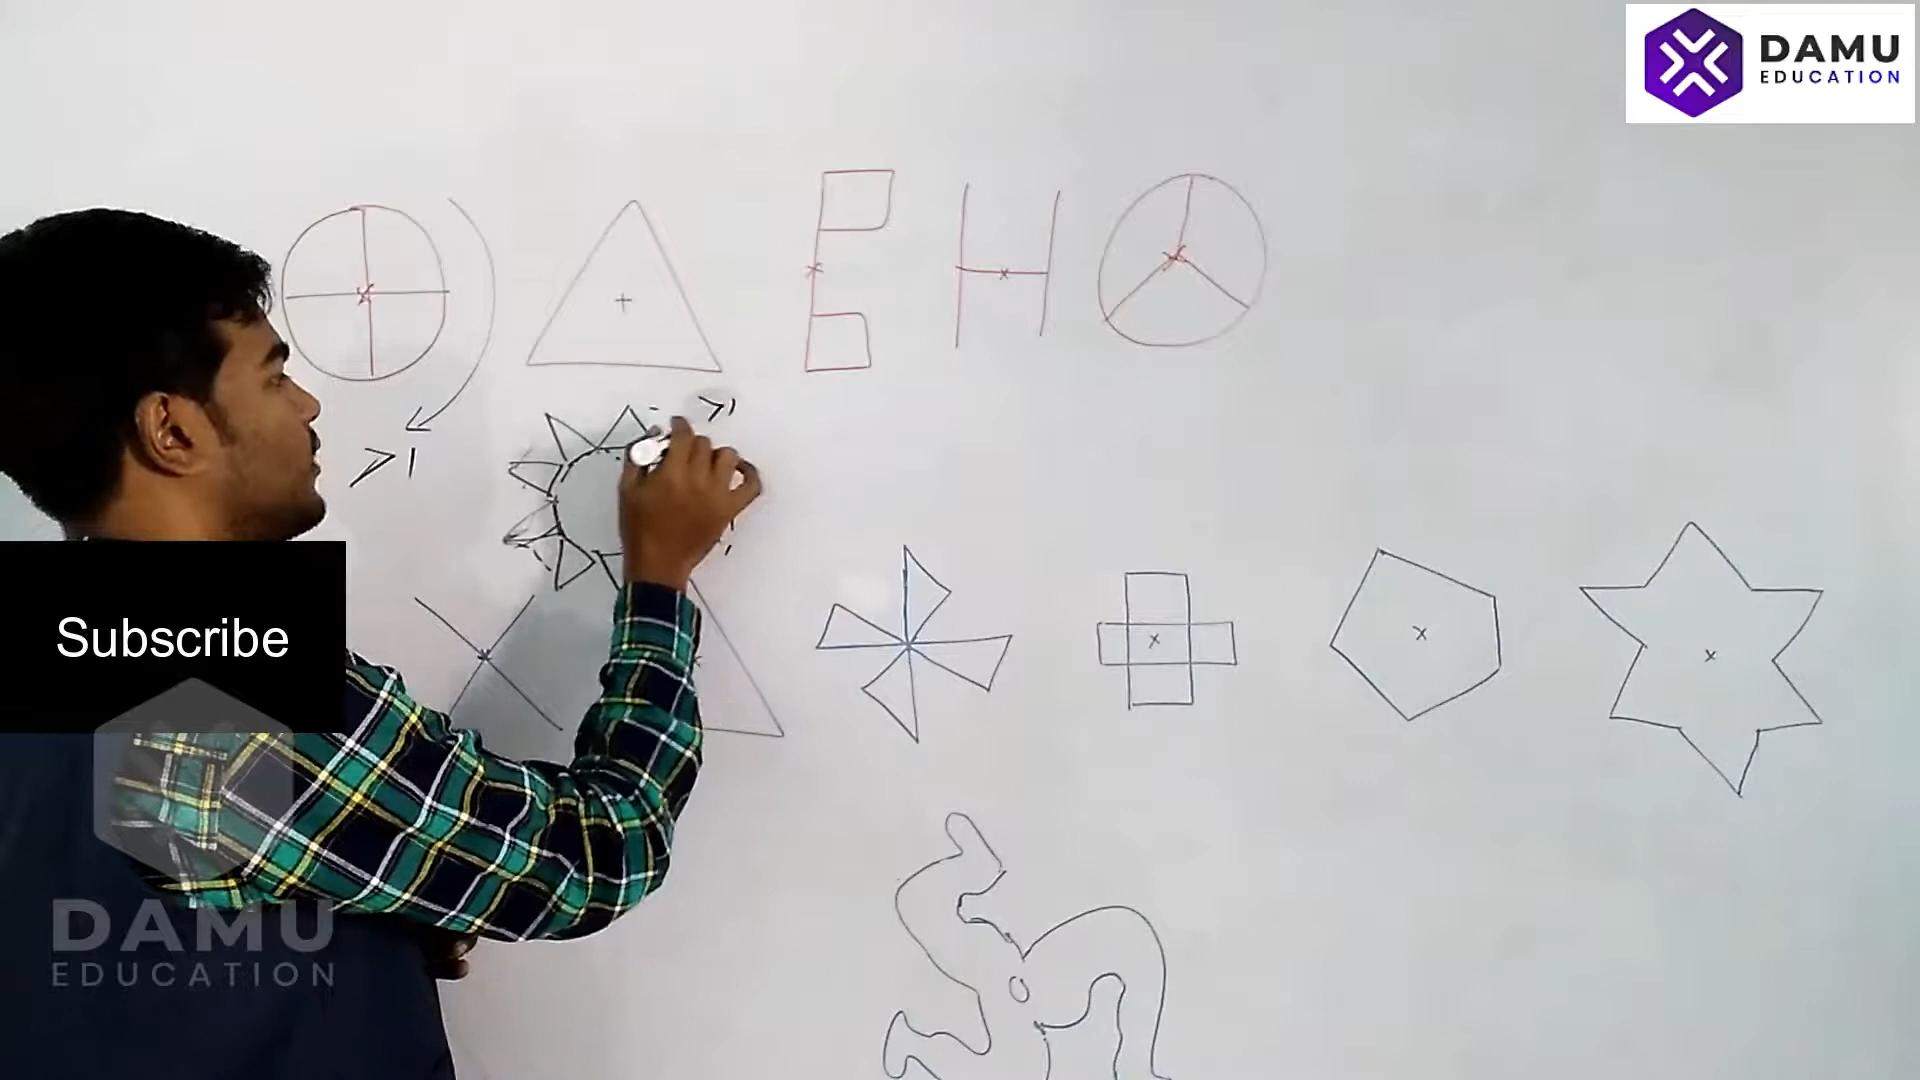 DAMU
EDUCATION
H
>1
>1
Subscribe
DAMU
EDUCATION